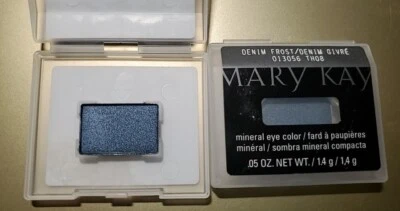 DENIM FROST/DENIM GIVRÉ
013056 TH08
MARY KAY
mineral eye color / fard à paupières
minéral / sombra mineral compacta
.05 OZ. NET WT. / 1.4 g / 1,4 g